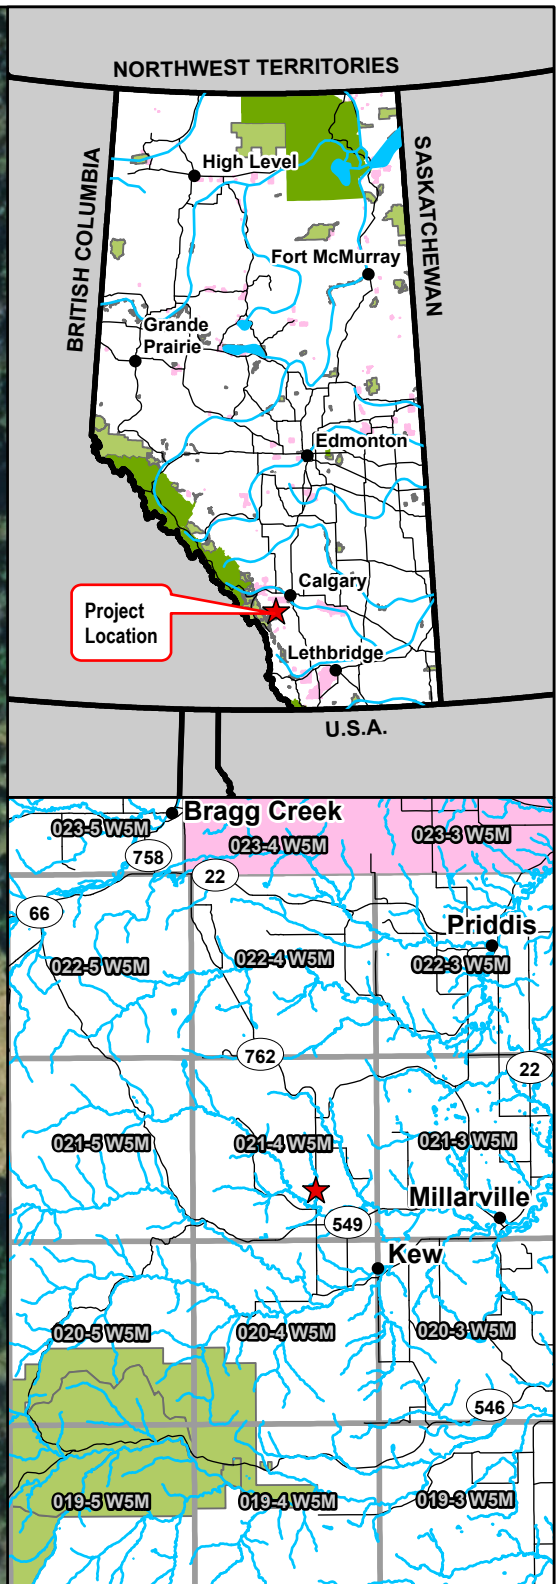 NORTHWEST TERRITORIES
BRITISH COLUMBIA
SASKATCHEWAN
High Level
Fort McMurray
Grande
Prairie
Edmonton
Calgary
Project
Location
Lethbridge
U.S.A.
Bragg Creek
023-5 W5M
023-4 W5M
023-3 W5M
758
22
66
Priddis
022-5 W5M
022-4 W5M
022-3 W5M
762
22
021-5 W5M
021-4 W5M
021-3 W5M
Millarville
549
Kew
020-5 W5M
020-4 W5M
020-3 W5M
546
019-5 W5M
019-4 W5M
019-3 W5M